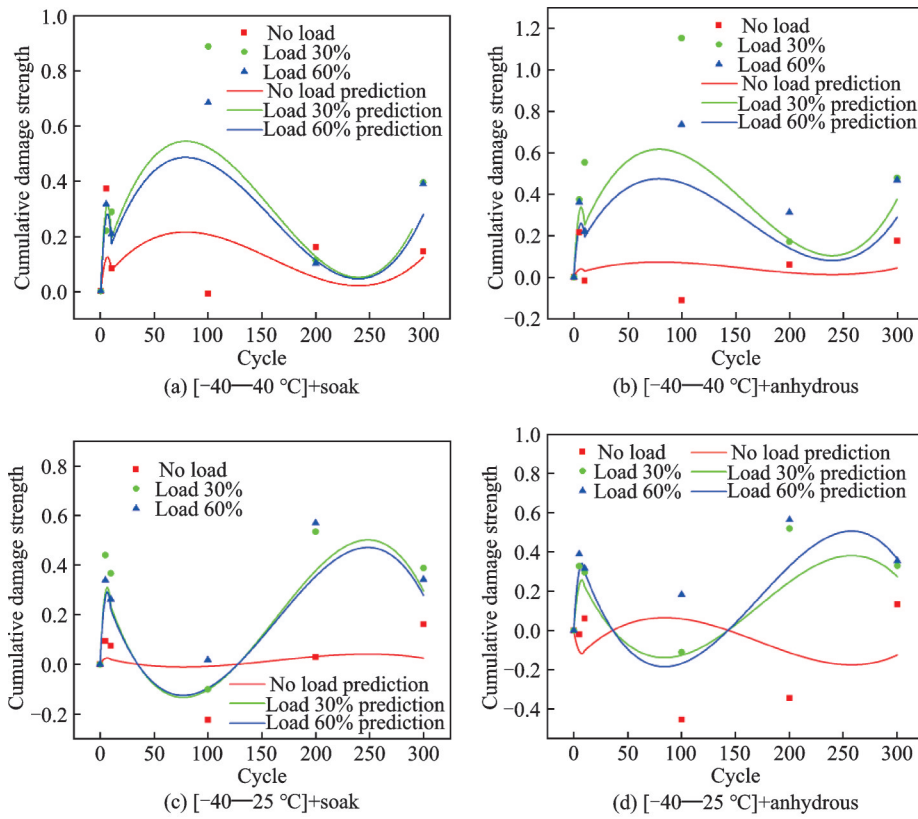 1.0
0.8
0.6
0.4
0.2
0.0
Cumulative damage strength
No load
Load 30%
Load 60%
No load prediction
Load 30% prediction
Load 60% prediction
0 50 100 150 200 250 300
Cycle
(a) [−40—40 °C]+soak
1.2
1.0
0.8
0.6
0.4
0.2
0.0
−0.2
Cumulative damage strength
No load
Load 30%
Load 60%
No load prediction
Load 30% prediction
Load 60% prediction
0 50 100 150 200 250 300
Cycle
(b) [−40—40 °C]+anhydrous
0.8
0.6
0.4
0.2
0.0
−0.2
Cumulative damage strength
No load
Load 30%
Load 60%
No load prediction
Load 30% prediction
Load 60% prediction
0 50 100 150 200 250 300
Cycle
(c) [−40—25 °C]+soak
1.0
0.8
0.6
0.4
0.2
0.0
−0.2
−0.4
Cumulative damage strength
No load
Load 30%
Load 60%
No load prediction
Load 30% prediction
Load 60% prediction
0 50 100 150 200 250 300
Cycle
(d) [−40—25 °C]+anhydrous